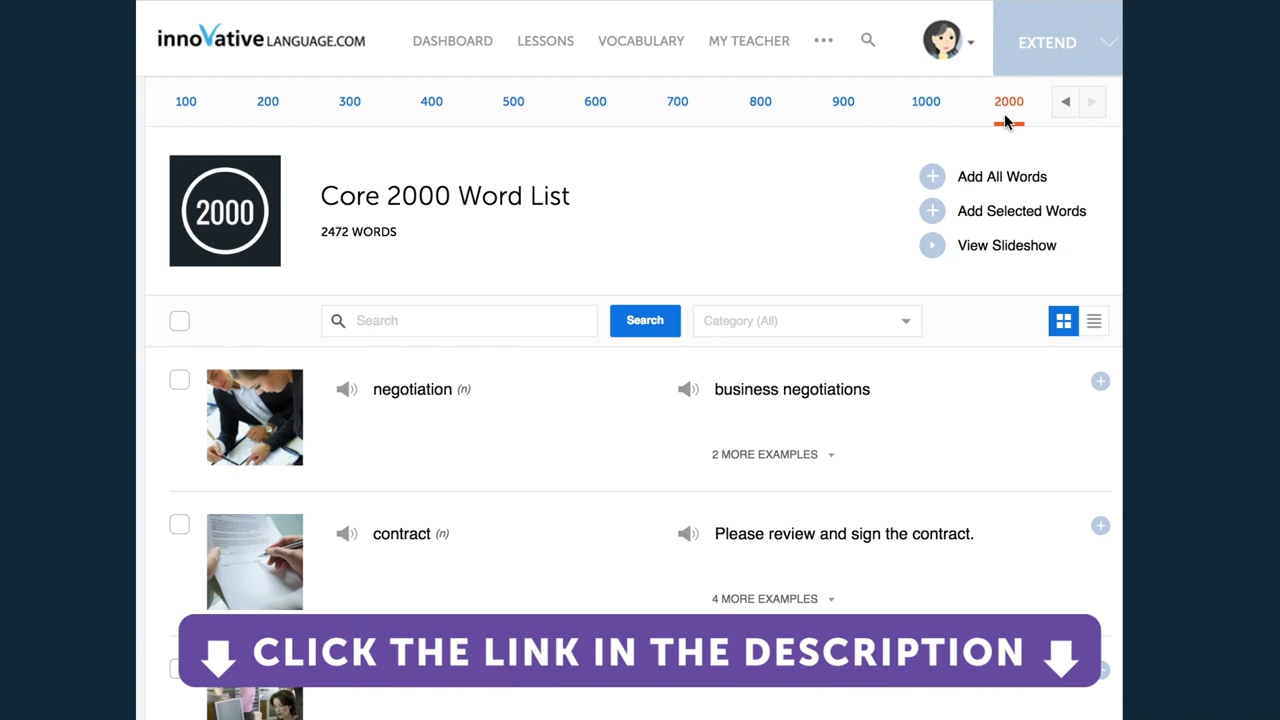 innoVative LANGUAGE.COM
DASHBOARD LESSONS VOCABULARY MY TEACHER ••• EXTEND
100 200 300 400 500 600 700 800 900 1000 2000
2000
Core 2000 Word List
2472 WORDS
Add All Words
Add Selected Words
View Slideshow
Search Search Category (All)
negotiation (n) business negotiations
2 MORE EXAMPLES
contract (n) Please review and sign the contract.
4 MORE EXAMPLES
CLICK THE LINK IN THE DESCRIPTION